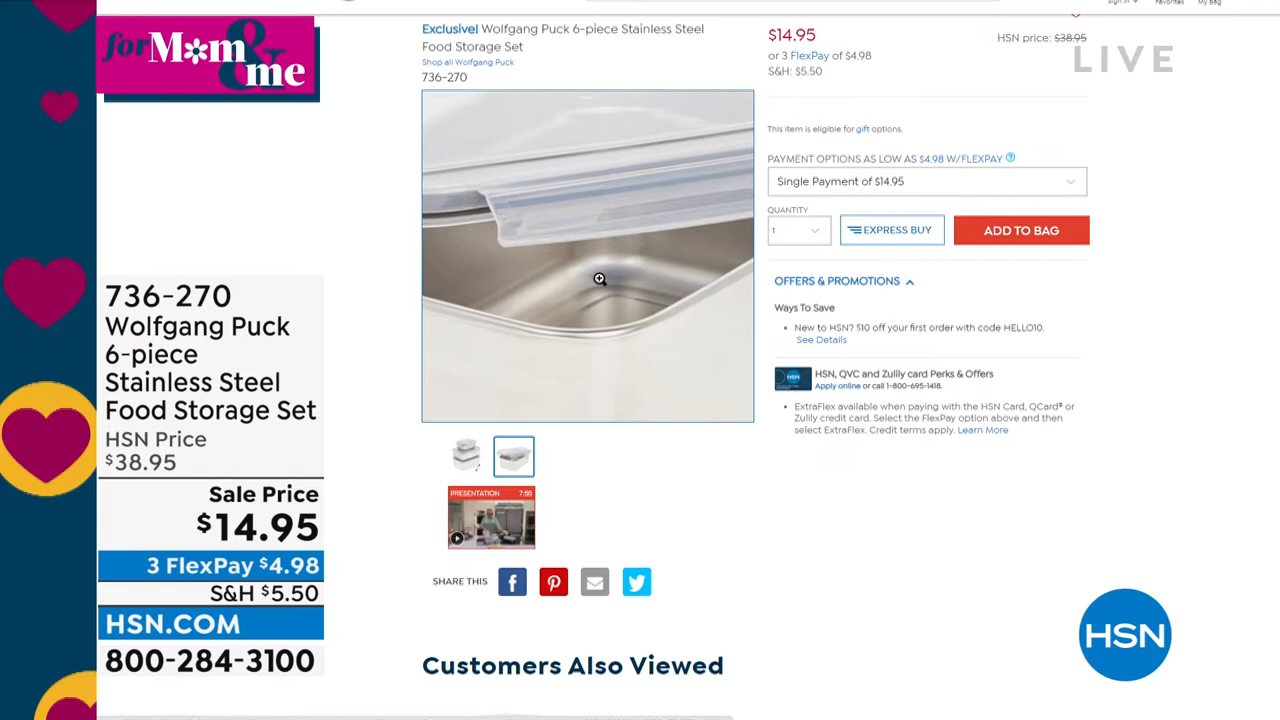 Sign In
Favorites
My Bag
for Mom
& me
Exclusive! Wolfgang Puck 6-piece Stainless Steel
Food Storage Set
Shop all Wolfgang Puck
736-270
$14.95
HSN price: $38.95
or 3 FlexPay of $4.98
S&H: $5.50
LIVE
This item is eligible for gift options.
PAYMENT OPTIONS AS LOW AS $4.98 W/FLEXPAY
Single Payment of $14.95
QUANTITY
1
EXPRESS BUY
ADD TO BAG
OFFERS & PROMOTIONS
Ways To Save
• New to HSN? $10 off your first order with code HELLO10.
See Details
HSN
HSN, QVC and Zulily card Perks & Offers
Apply online or call 1-800-695-1418.
• ExtraFlex available when paying with the HSN Card, QCard® or
Zulily credit card. Select the FlexPay option above and then
select ExtraFlex. Credit terms apply. Learn More
PRESENTATION 7:55
SHARE THIS
Customers Also Viewed
736-270
Wolfgang Puck
6-piece
Stainless Steel
Food Storage Set
HSN Price
$38.95
Sale Price
$14.95
3 FlexPay $4.98
S&H $5.50
HSN.COM
800-284-3100
HSN